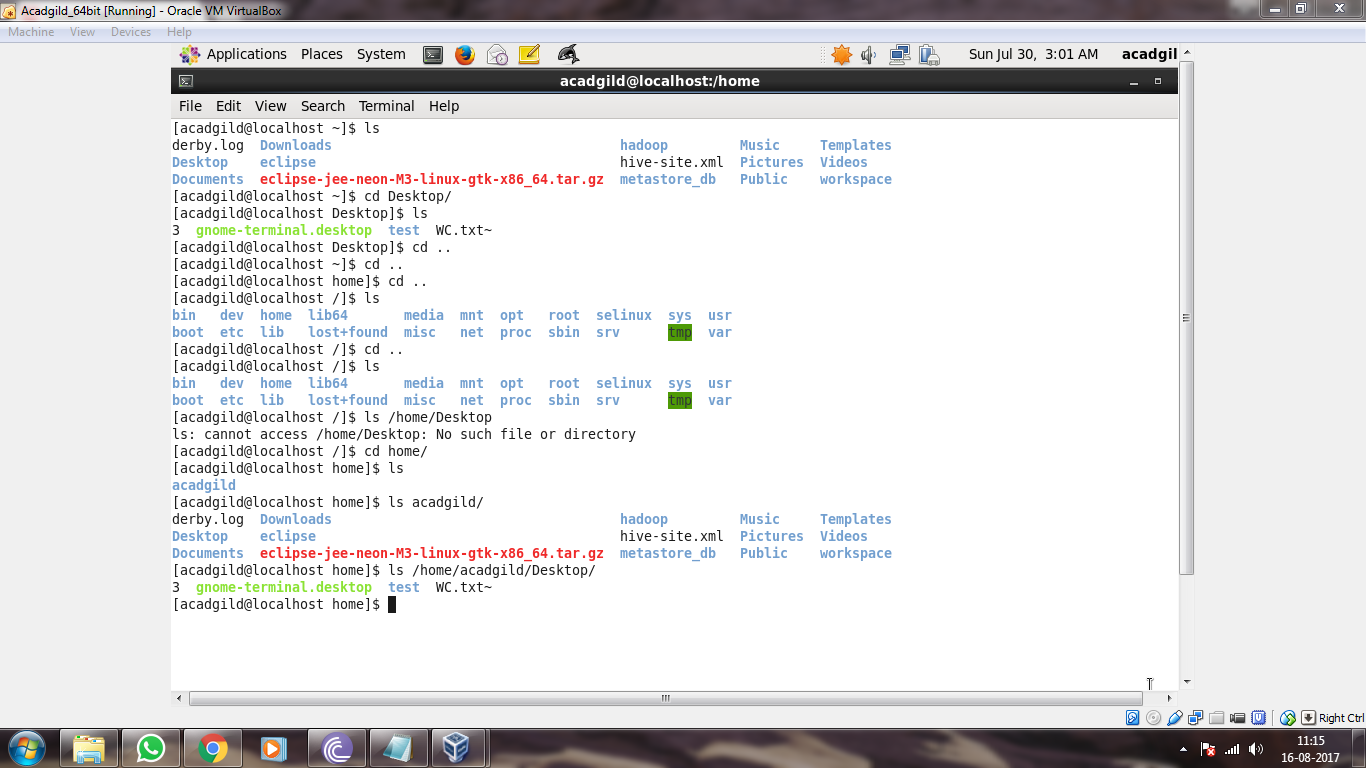 Acadgild_64bit [Running] - Oracle VM VirtualBox
Machine View Devices Help
Applications Places System Sun Jul 30, 3:01 AM acadgil
acadgild@localhost:/home
File Edit View Search Terminal Help
[acadgild@localhost ~]$ ls
derby.log Downloads hadoop Music Templates
Desktop eclipse hive-site.xml Pictures Videos
Documents eclipse-jee-neon-M3-linux-gtk-x86_64.tar.gz metastore_db Public workspace
[acadgild@localhost ~]$ cd Desktop/
[acadgild@localhost Desktop]$ ls
3 gnome-terminal.desktop test WC.txt~
[acadgild@localhost Desktop]$ cd ..
[acadgild@localhost ~]$ cd ..
[acadgild@localhost home]$ cd ..
[acadgild@localhost /]$ ls
bin dev home lib64 media mnt opt root selinux sys usr
boot etc lib lost+found misc net proc sbin srv tmp var
[acadgild@localhost /]$ cd ..
[acadgild@localhost /]$ ls
bin dev home lib64 media mnt opt root selinux sys usr
boot etc lib lost+found misc net proc sbin srv tmp var
[acadgild@localhost /]$ ls /home/Desktop
ls: cannot access /home/Desktop: No such file or directory
[acadgild@localhost /]$ cd home/
[acadgild@localhost home]$ ls
acadgild
[acadgild@localhost home]$ ls acadgild/
derby.log Downloads hadoop Music Templates
Desktop eclipse hive-site.xml Pictures Videos
Documents eclipse-jee-neon-M3-linux-gtk-x86_64.tar.gz metastore_db Public workspace
[acadgild@localhost home]$ ls /home/acadgild/Desktop/
3 gnome-terminal.desktop test WC.txt~
[acadgild@localhost home]$
Right Ctrl
11:15
16-08-2017